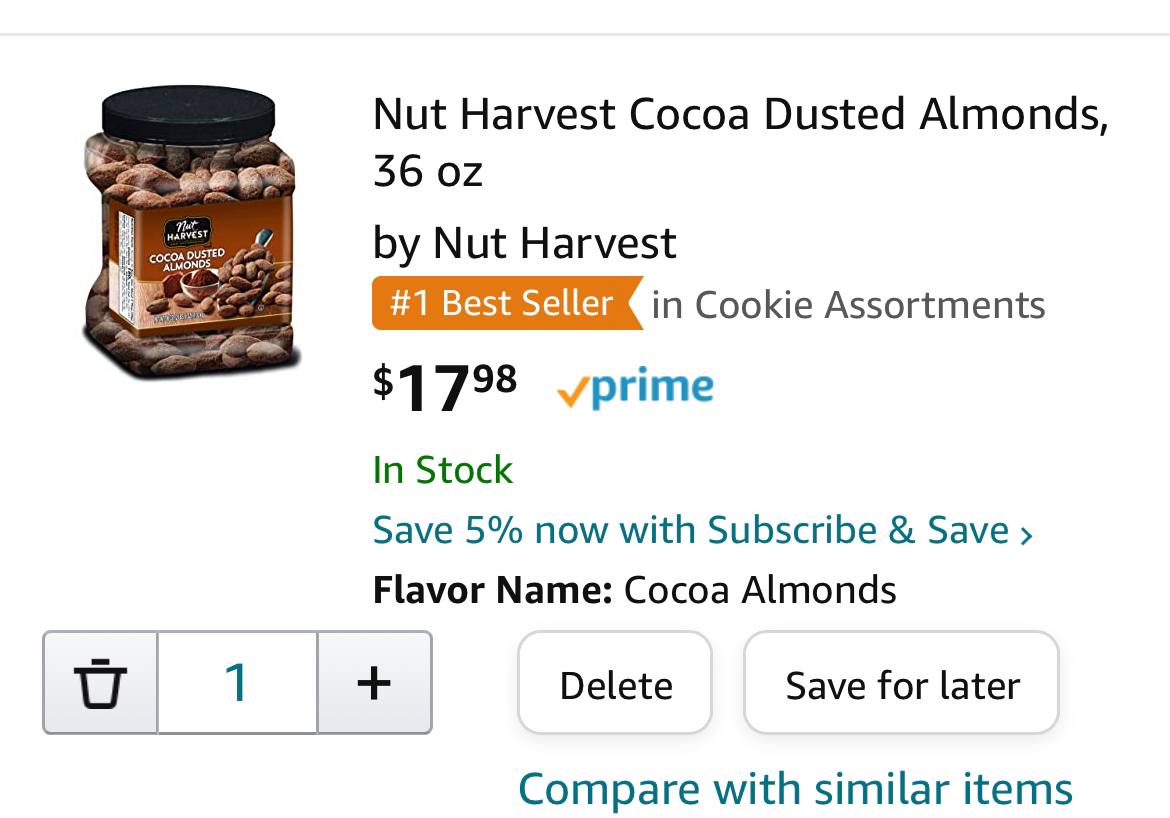 Nut Harvest Cocoa Dusted Almonds,
36 oz
by Nut Harvest
#1 Best Seller in Cookie Assortments
$1798 prime
In Stock
Save 5% now with Subscribe & Save ›
Flavor Name: Cocoa Almonds
1 + Delete Save for later
Compare with similar items
Nut
HARVEST
COCOA DUSTED
ALMONDS